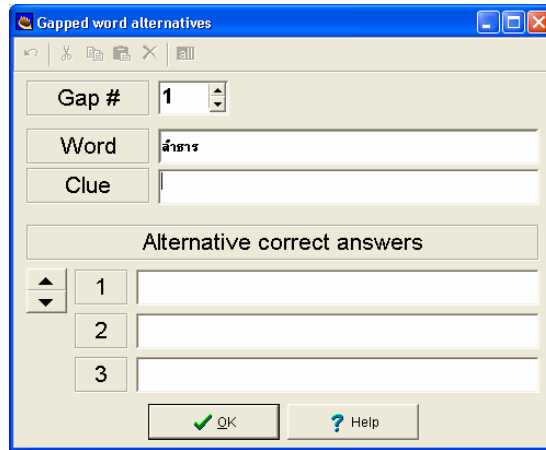 Gapped word alternatives
all
Gap # 1
Word ลำธาร
Clue
Alternative correct answers
1
2
3
OK ? Help